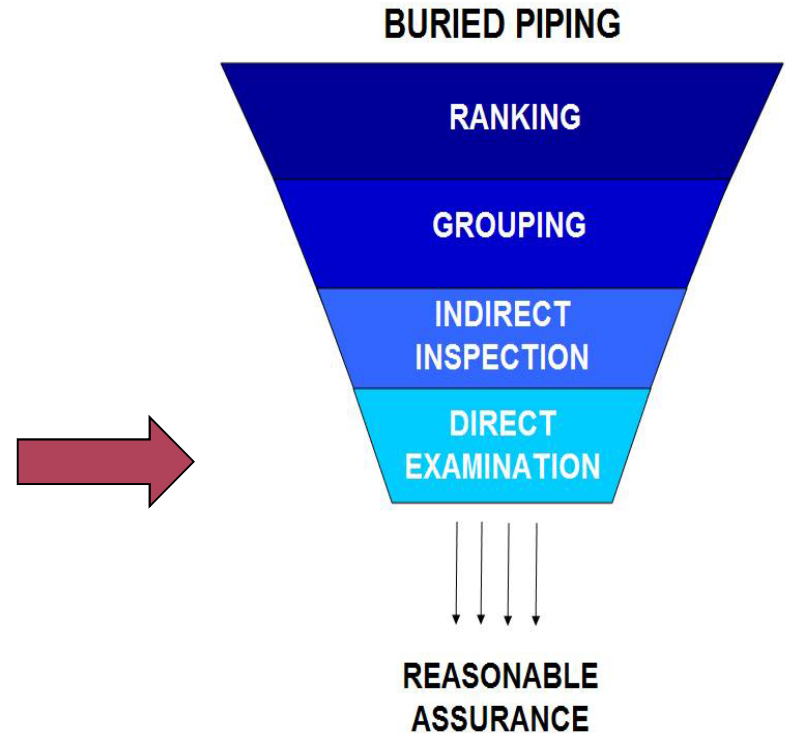 BURIED PIPING
RANKING
GROUPING
INDIRECT
INSPECTION
DIRECT
EXAMINATION
REASONABLE
ASSURANCE